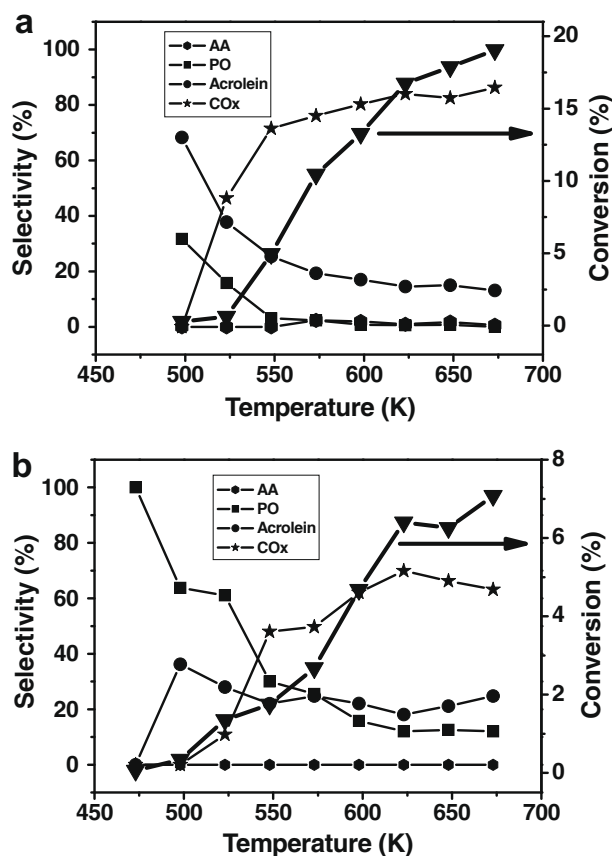 a
AA
PO
Acrolein
COx
Selectivity (%)
100
80
60
40
20
0
Conversion (%)
20
15
10
5
0
450 500 550 600 650 700
Temperature (K)
b
AA
PO
Acrolein
COx
Selectivity (%)
100
80
60
40
20
0
Conversion (%)
8
6
4
2
0
450 500 550 600 650 700
Temperature (K)